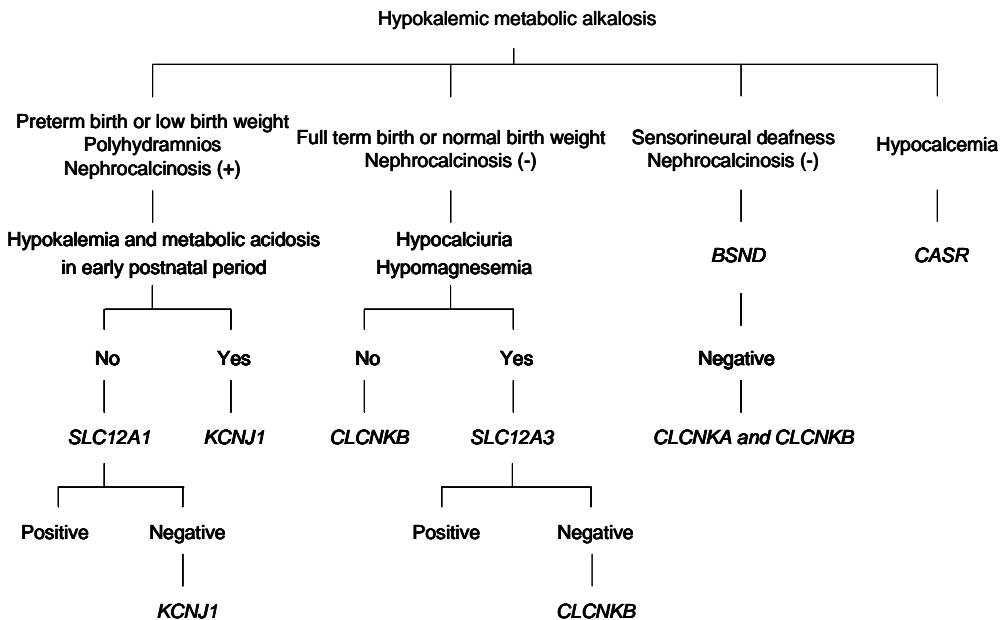 Hypokalemic metabolic alkalosis
Preterm birth or low birth weight
Polyhydramnios
Nephrocalcinosis (+)
Full term birth or normal birth weight
Nephrocalcinosis (-)
Sensorineural deafness
Nephrocalcinosis (-)
Hypocalcemia
Hypokalemia and metabolic acidosis
in early postnatal period
Hypocalciuria
Hypomagnesemia
BSND
CASR
No
Yes
No
Yes
Negative
SLC12A1
KCNJ1
CLCNKB
SLC12A3
CLCNKA and CLCNKB
Positive
Negative
Positive
Negative
KCNJ1
CLCNKB